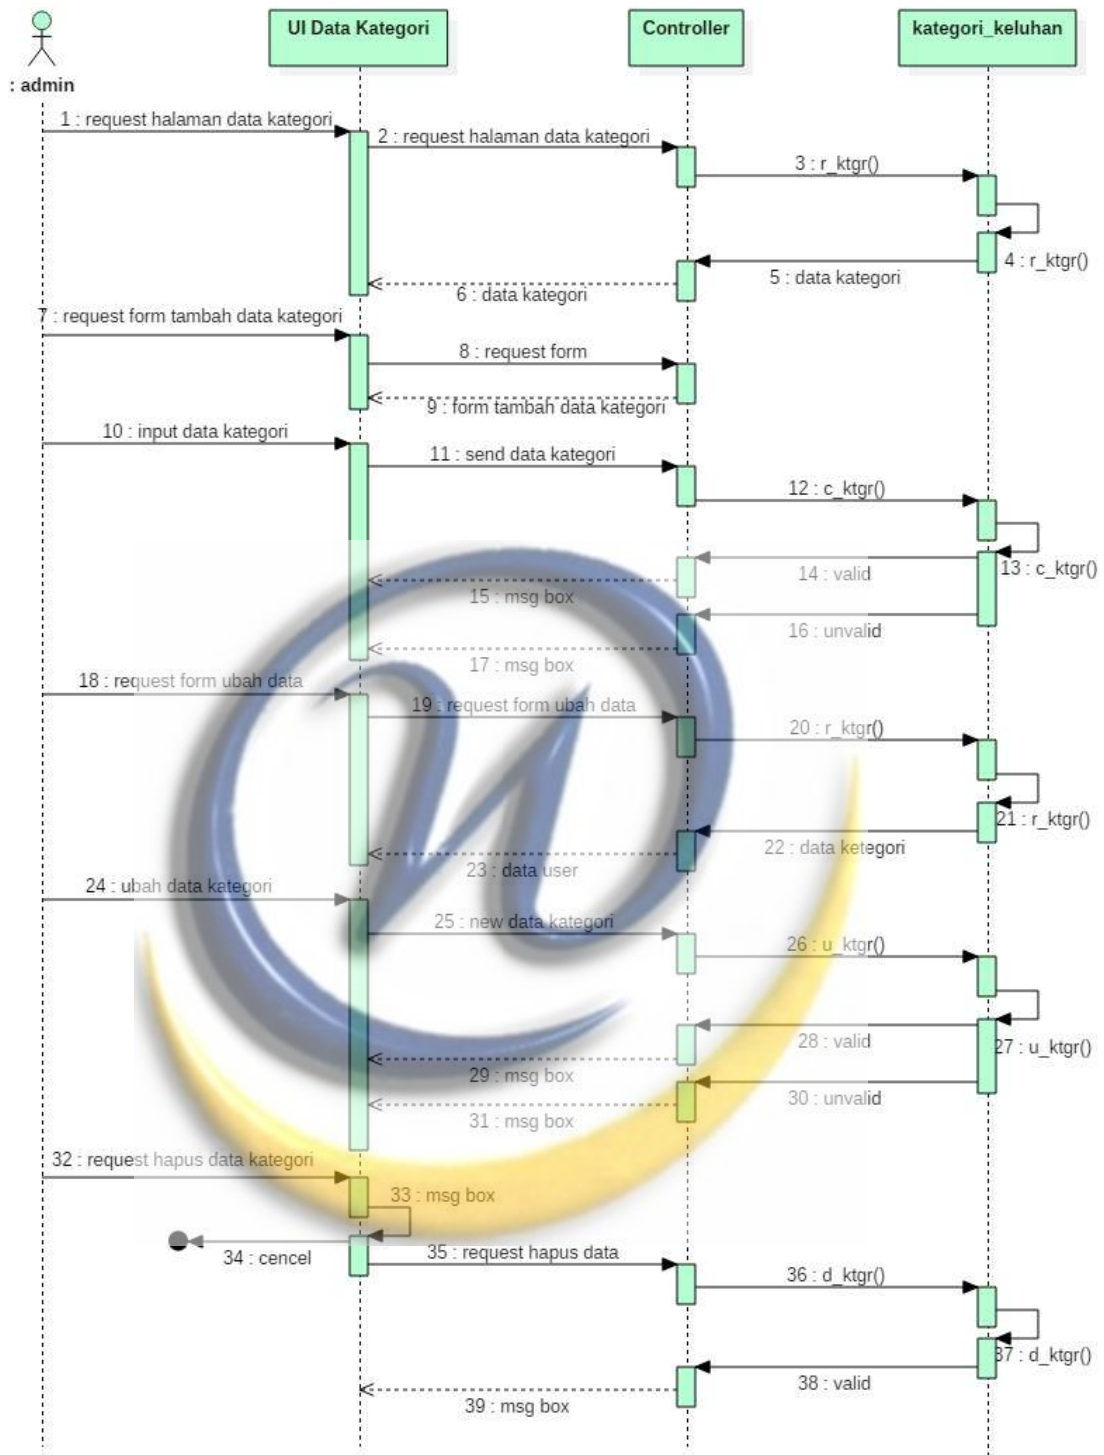 UI Data Kategori
Controller
kategori_keluhan
: admin
1 : request halaman data kategori
2 : request halaman data kategori
3 : r_ktgr()
4 : r_ktgr()
5 : data kategori
6 : data kategori
7 : request form tambah data kategori
8 : request form
9 : form tambah data kategori
10 : input data kategori
11 : send data kategori
12 : c_ktgr()
13 : c_ktgr()
14 : valid
15 : msg box
16 : unvalid
17 : msg box
18 : request form ubah data
19 : request form ubah data
20 : r_ktgr()
21 : r_ktgr()
22 : data ketegori
23 : data user
24 : ubah data kategori
25 : new data kategori
26 : u_ktgr()
27 : u_ktgr()
28 : valid
29 : msg box
30 : unvalid
31 : msg box
32 : request hapus data kategori
33 : msg box
34 : cencel
35 : request hapus data
36 : d_ktgr()
37 : d_ktgr()
38 : valid
39 : msg box